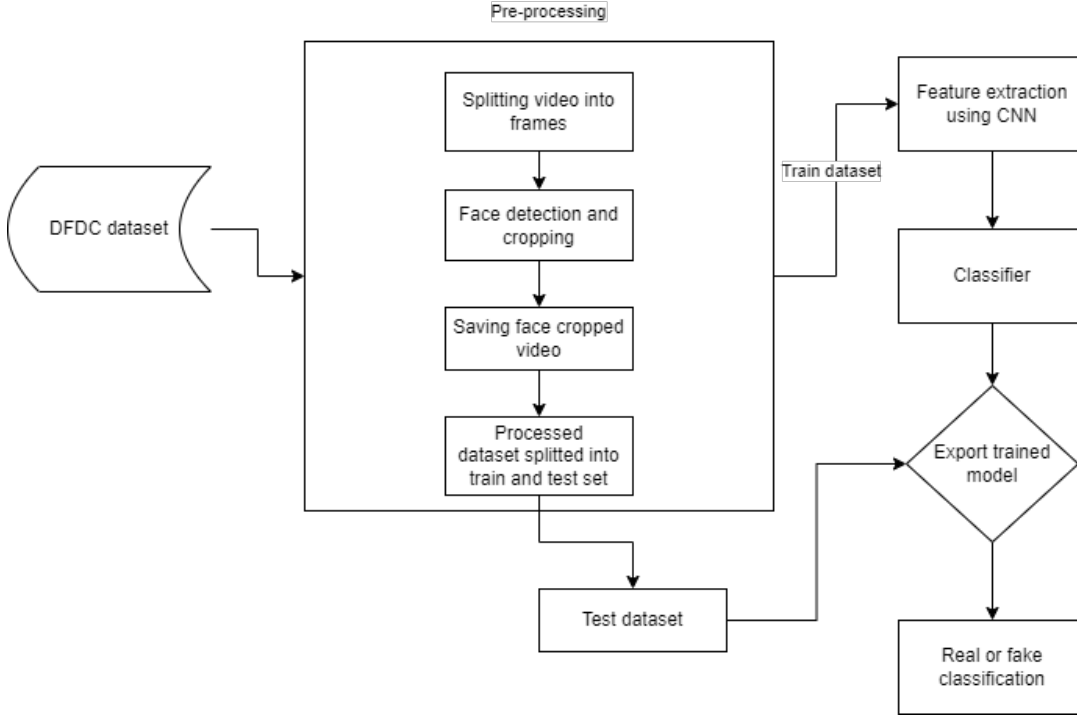 Pre-processing
Splitting video into
frames
Face detection and
cropping
Saving face cropped
video
Processed
dataset splitted into
train and test set
DFDC dataset
Train dataset
Feature extraction
using CNN
Classifier
Export trained
model
Test dataset
Real or fake
classification